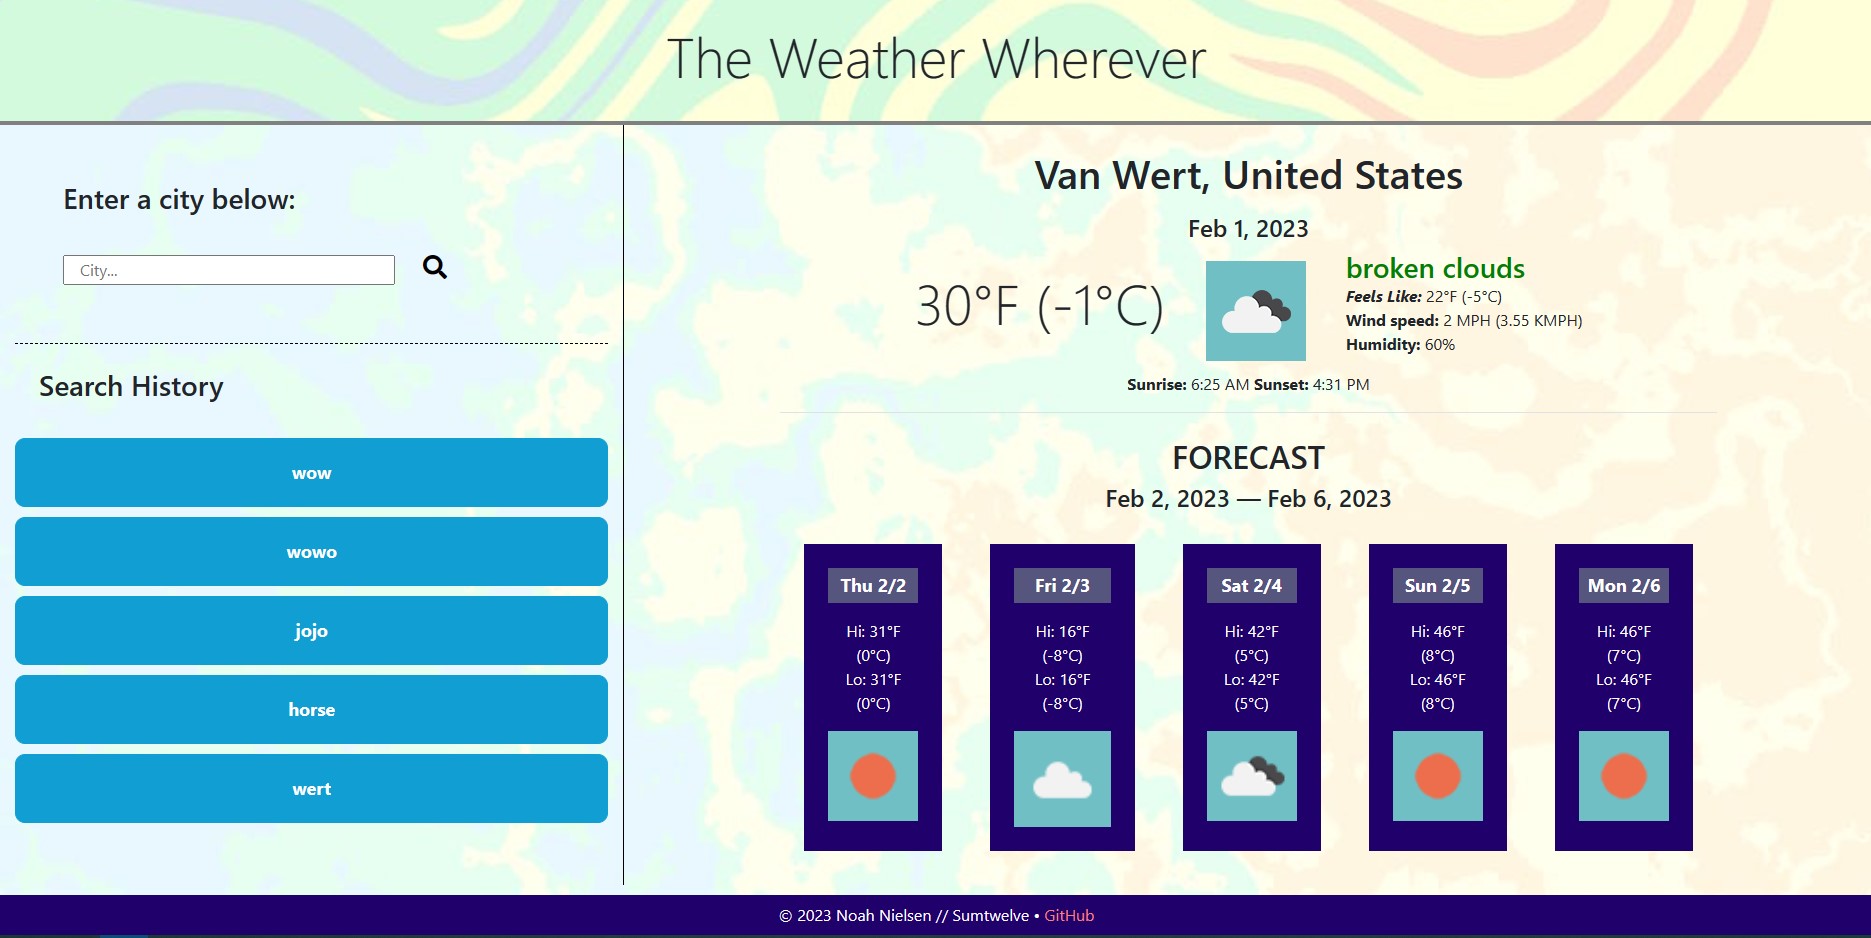 The Weather Wherever
Enter a city below:
City...
Search History
wow
wowo
jojo
horse
wert
Van Wert, United States
Feb 1, 2023
30°F (-1°C)
broken clouds
Feels Like: 22°F (-5°C)
Wind speed: 2 MPH (3.55 KMPH)
Humidity: 60%
Sunrise: 6:25 AM Sunset: 4:31 PM
FORECAST
Feb 2, 2023 — Feb 6, 2023
Thu 2/2
Hi: 31°F
(0°C)
Lo: 31°F
(0°C)
Fri 2/3
Hi: 16°F
(-8°C)
Lo: 16°F
(-8°C)
Sat 2/4
Hi: 42°F
(5°C)
Lo: 42°F
(5°C)
Sun 2/5
Hi: 46°F
(8°C)
Lo: 46°F
(8°C)
Mon 2/6
Hi: 46°F
(7°C)
Lo: 46°F
(7°C)
© 2023 Noah Nielsen // Sumtwelve • GitHub